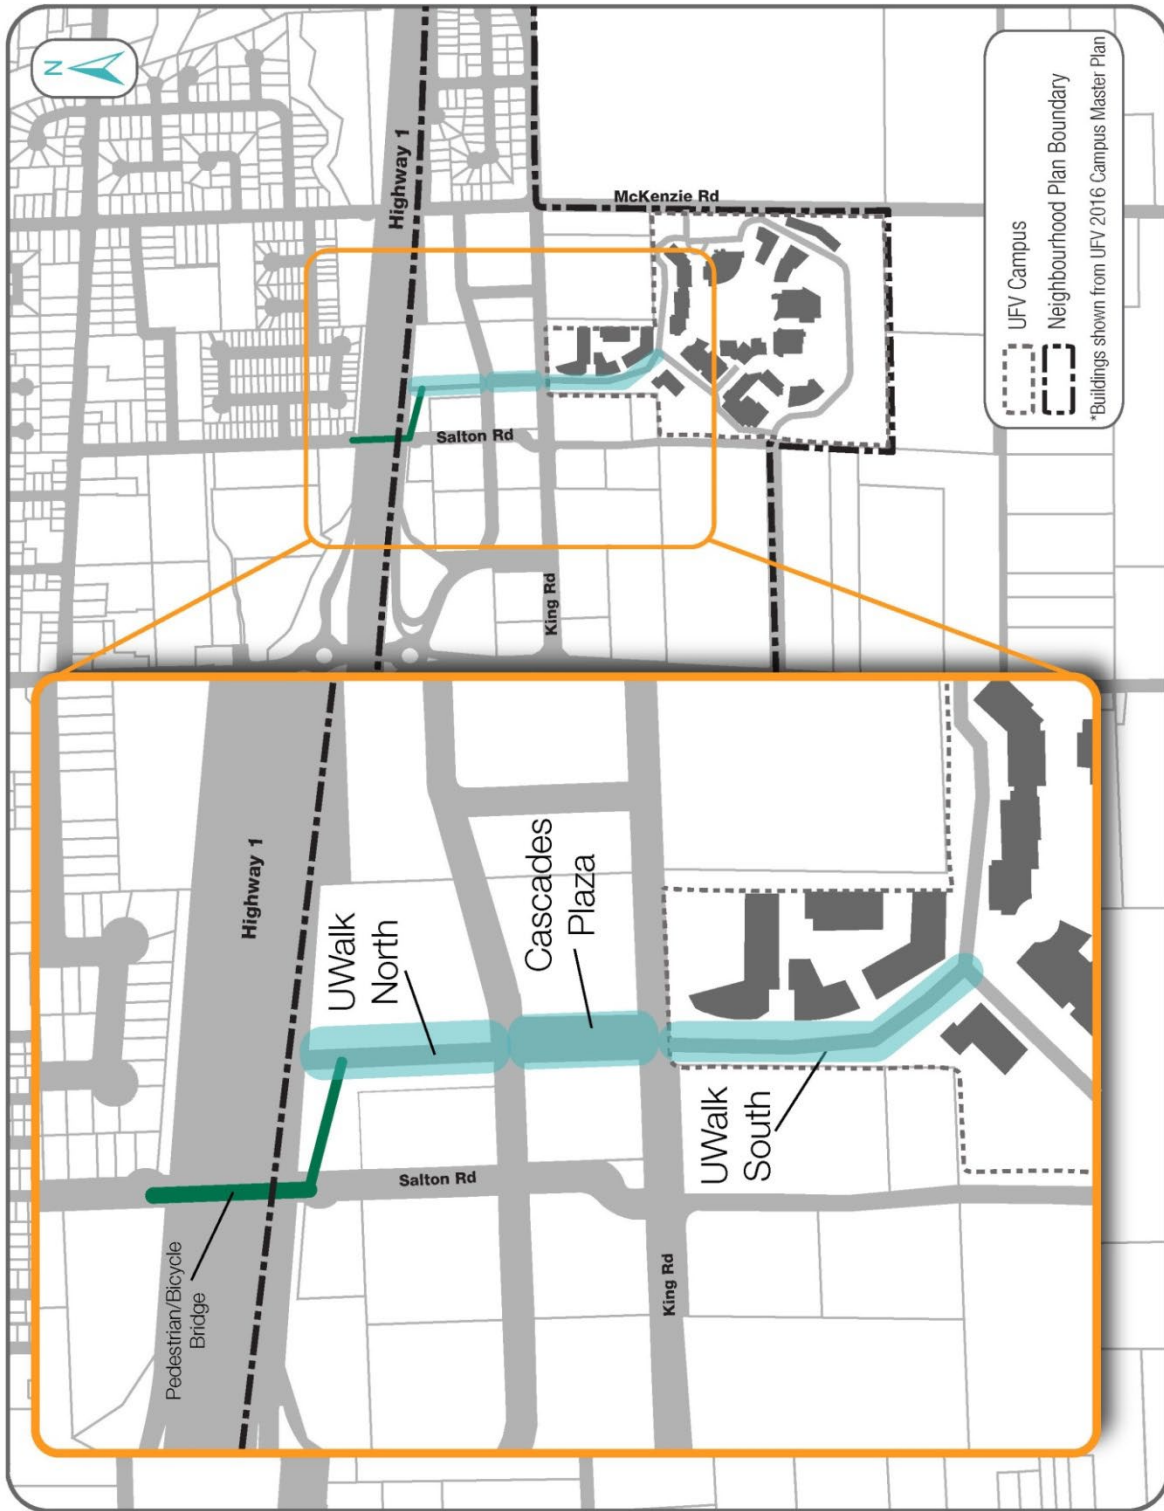 N
Highway 1
McKenzie Rd
Salton Rd
King Rd
Highway 1
UWalk
North
Cascades
Plaza
Pedestrian/Bicycle
Bridge
Salton Rd
King Rd
UWalk
South
UFV Campus
Neighbourhood Plan Boundary
*Buildings shown from UFV 2016 Campus Master Plan